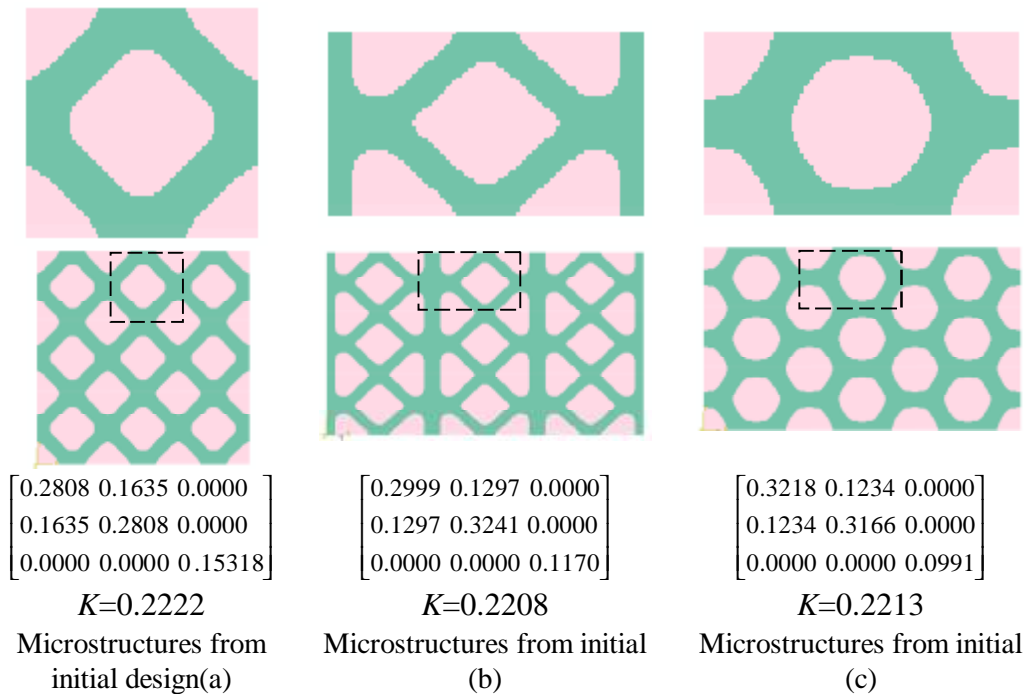 0.2808 0.1635 0.0000
0.1635 0.2808 0.0000
0.0000 0.0000 0.15318
K=0.2222
Microstructures from
initial design(a)
0.2999 0.1297 0.0000
0.1297 0.3241 0.0000
0.0000 0.0000 0.1170
K=0.2208
Microstructures from initial
(b)
0.3218 0.1234 0.0000
0.1234 0.3166 0.0000
0.0000 0.0000 0.0991
K=0.2213
Microstructures from initial
(c)